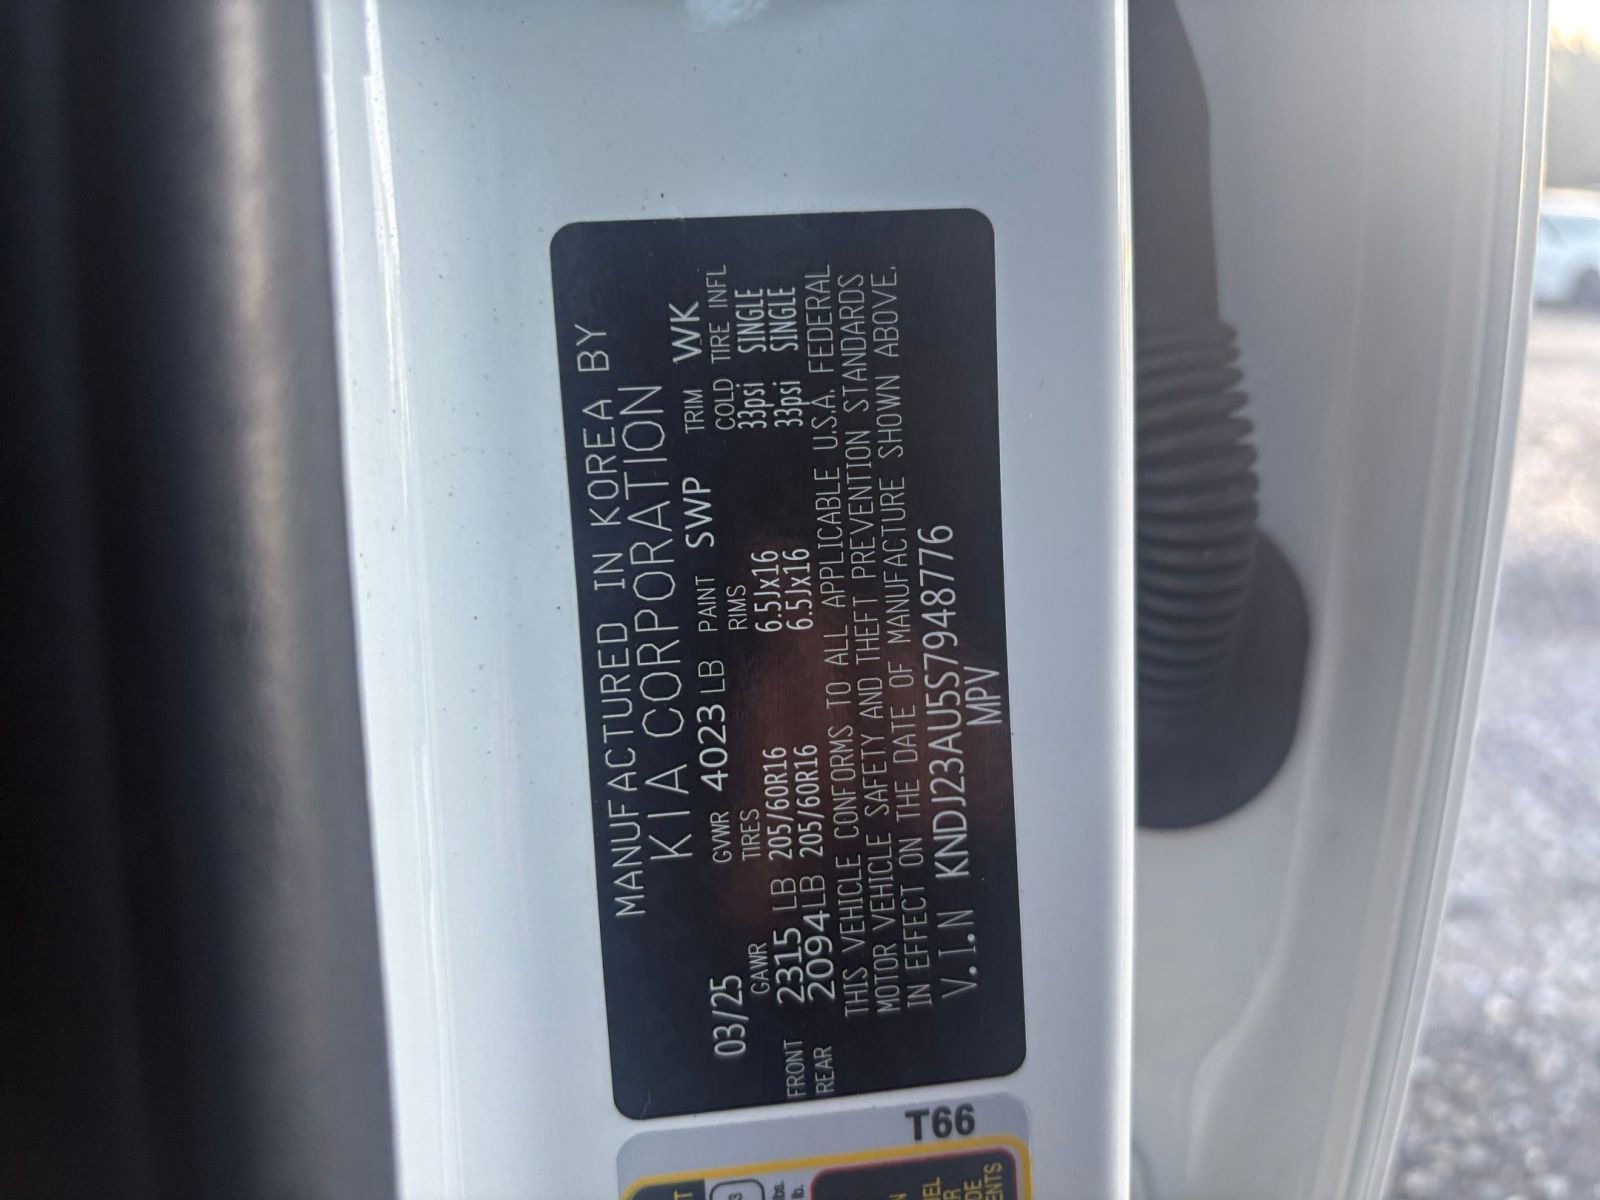 MANUFACTURED IN KOREA BY
KIA CORPORATION
03/25 GVWR 4023 LB PAINT SWP TRIM WK
GAWR TIRES RIMS COLD TIRE INFL
FRONT 2315 LB 205/60R16 6.5Jx16 33psi SINGLE
REAR 2094 LB 205/60R16 6.5Jx16 33psi SINGLE
THIS VEHICLE CONFORMS TO ALL APPLICABLE U.S.A. FEDERAL
MOTOR VEHICLE SAFETY AND THEFT PREVENTION STANDARDS
IN EFFECT ON THE DATE OF MANUFACTURE SHOWN ABOVE.
V.I.N KNDJ23AU5S7948776
MPV
T66